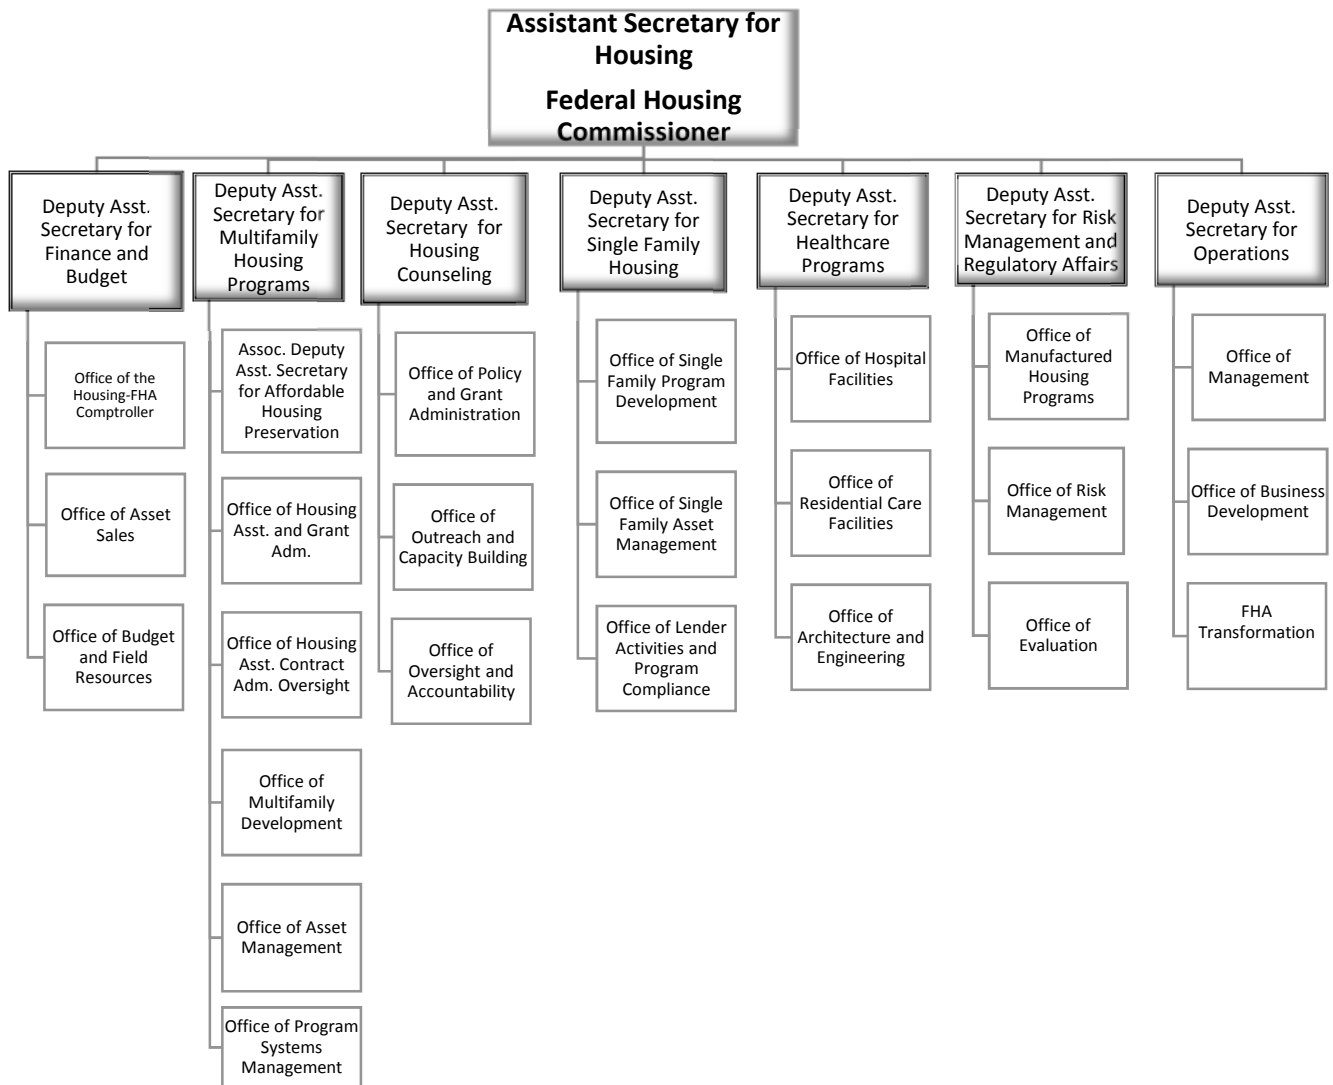 Assistant Secretary for
Housing
Federal Housing
Commissioner
Deputy Asst.
Secretary for
Finance and
Budget
Office of the
Housing-FHA
Comptroller
Office of Asset
Sales
Office of Budget
and Field
Resources
Deputy Asst.
Secretary for
Multifamily
Housing
Programs
Assoc. Deputy
Asst. Secretary
for Affordable
Housing
Preservation
Office of Housing
Asst. and Grant
Adm.
Office of Housing
Asst. Contract
Adm. Oversight
Office of
Multifamily
Development
Office of Asset
Management
Office of Program
Systems
Management
Deputy Asst.
Secretary for
Housing
Counseling
Office of Policy
and Grant
Administration
Office of
Outreach and
Capacity Building
Office of
Oversight and
Accountability
Deputy Asst.
Secretary for
Single Family
Housing
Office of Single
Family Program
Development
Office of Single
Family Asset
Management
Office of Lender
Activities and
Program
Compliance
Deputy Asst.
Secretary for
Healthcare
Programs
Office of Hospital
Facilities
Office of
Residential Care
Facilities
Office of
Architecture and
Engineering
Deputy Asst.
Secretary for Risk
Management and
Regulatory Affairs
Office of
Manufactured
Housing
Programs
Office of Risk
Management
Office of
Evaluation
Deputy Asst.
Secretary for
Operations
Office of
Management
Office of Business
Development
FHA
Transformation